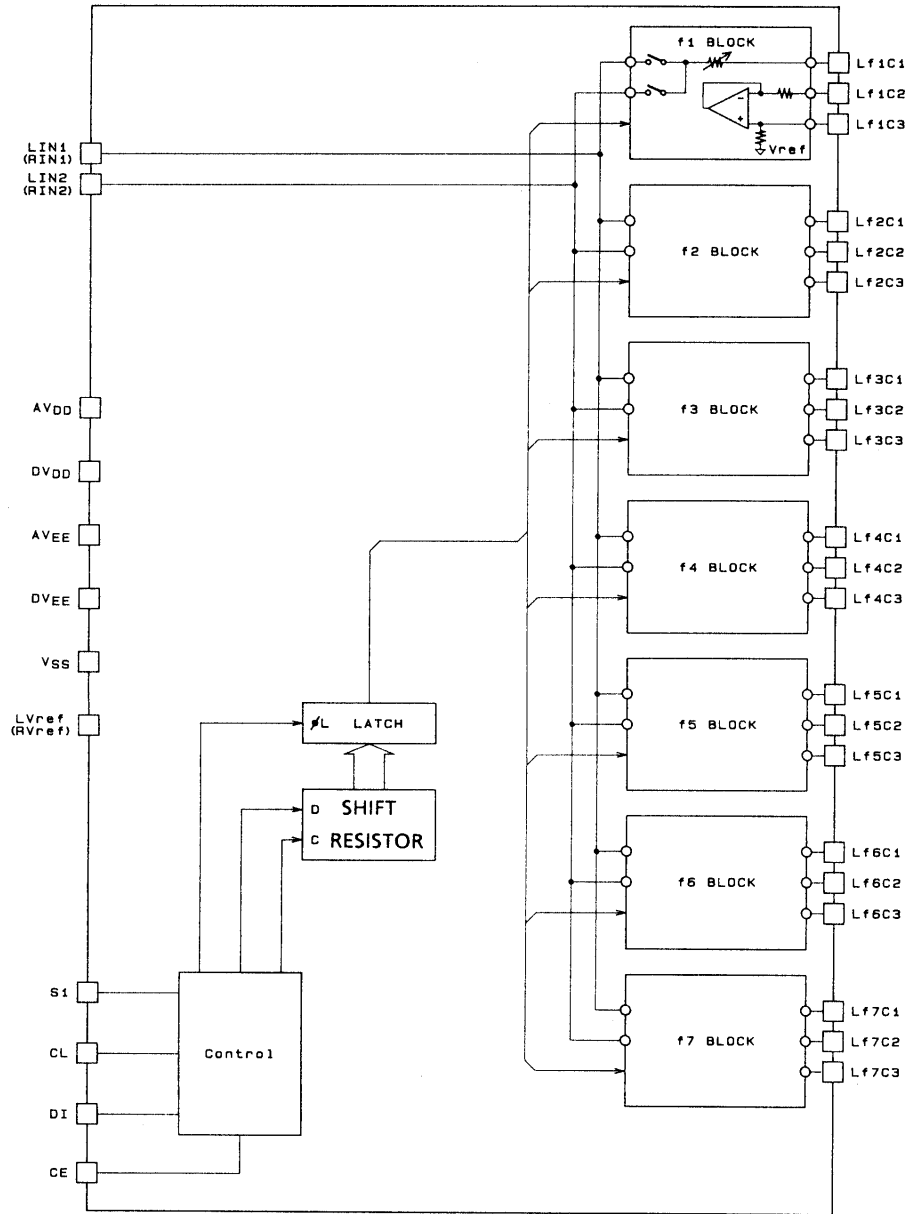 f1 BLOCK
Lf1C1
Lf1C2
Lf1C3
-
+
Vref
LIN1
(RIN1)
LIN2
(RIN2)
f2 BLOCK
Lf2C1
Lf2C2
Lf2C3
f3 BLOCK
Lf3C1
Lf3C2
Lf3C3
AVDD
DVDD
AVEE
DVEE
VSS
LVref
(RVref)
f4 BLOCK
Lf4C1
Lf4C2
Lf4C3
f5 BLOCK
Lf5C1
Lf5C2
Lf5C3
φL LATCH
D SHIFT
C RESISTOR
f6 BLOCK
Lf6C1
Lf6C2
Lf6C3
S1
CL
DI
CE
Control
f7 BLOCK
Lf7C1
Lf7C2
Lf7C3